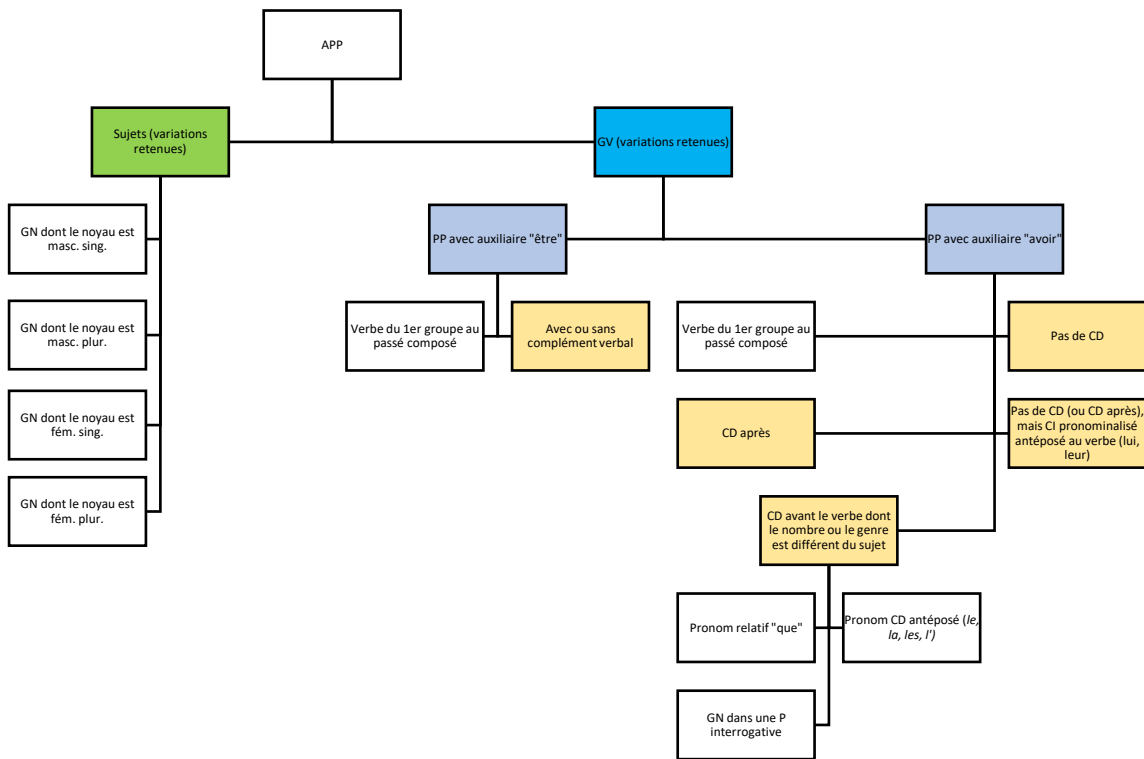 APP
Sujets (variations
retenues)
GV (variations retenues)
GN dont le noyau est
masc. sing.
GN dont le noyau est
masc. plur.
GN dont le noyau est
fém. sing.
GN dont le noyau est
fém. plur.
PP avec auxiliaire "être"
PP avec auxiliaire "avoir"
Verbe du 1er groupe au
passé composé
Avec ou sans
complément verbal
Verbe du 1er groupe au
passé composé
Pas de CD
CD après
Pas de CD (ou CD après),
mais CI pronominalisé
antéposé au verbe (lui,
leur)
CD avant le verbe dont
le nombre ou le genre
est différent du sujet
Pronom relatif "que"
Pronom CD antéposé (le,
la, les, l')
GN dans une P
interrogative